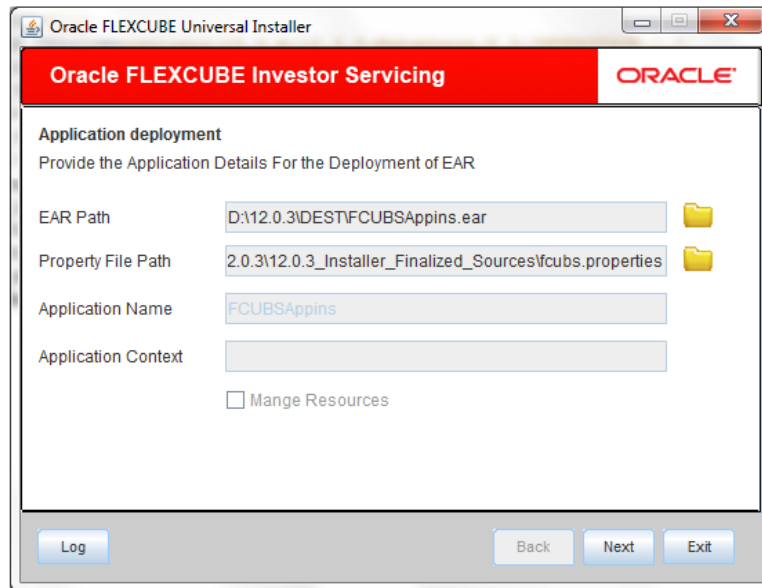 Oracle FLEXCUBE Universal Installer
Oracle FLEXCUBE Investor Servicing
ORACLE
Application deployment
Provide the Application Details For the Deployment of EAR
EAR Path D:\12.0.3\DEST\FCUBSAppins.ear
Property File Path 2.0.3\12.0.3_Installer_Finalized_Sources\fcubs.properties
Application Name FCUBSAppins
Application Context
Mange Resources
Log Back Next Exit